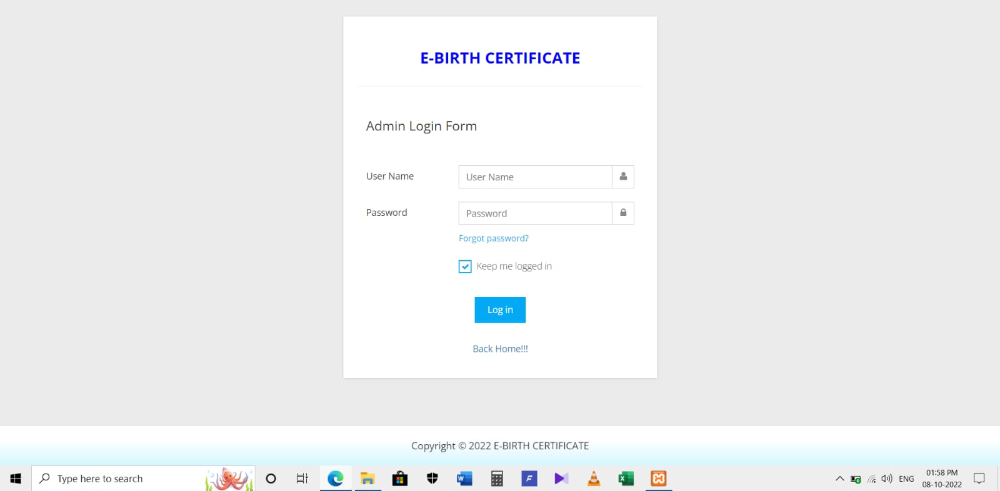 E-BIRTH CERTIFICATE
Admin Login Form
User Name
User Name
Password
Password
Forgot password?
Keep me logged in
Log in
Back Home!!!
Copyright © 2022 E-BIRTH CERTIFICATE
Type here to search
ENG
01:58 PM
08-10-2022